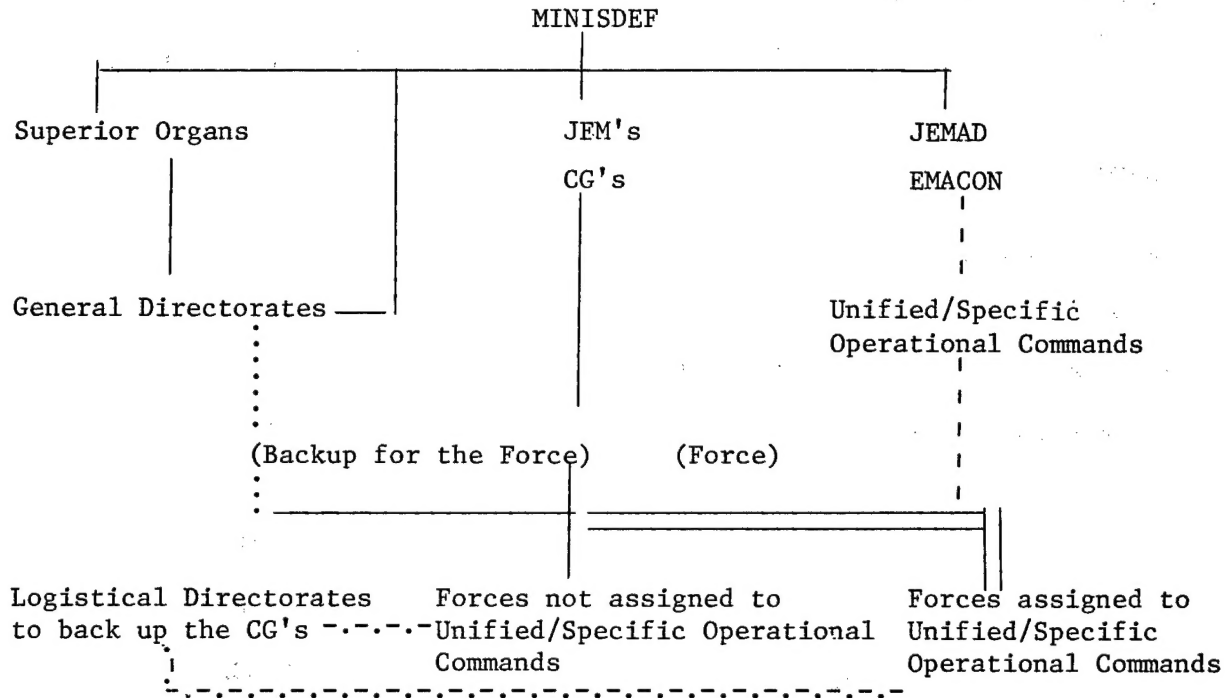 MINISDEF
Superior Organs
JEM's
JEMAD
CG's
EMACON
General Directorates
Unified/Specific
Operational Commands
(Backup for the Force)
(Force)
Logistical Directorates
to back up the CG's
Forces not assigned to
Unified/Specific Operational
Commands
Forces assigned to
Unified/Specific
Operational Commands